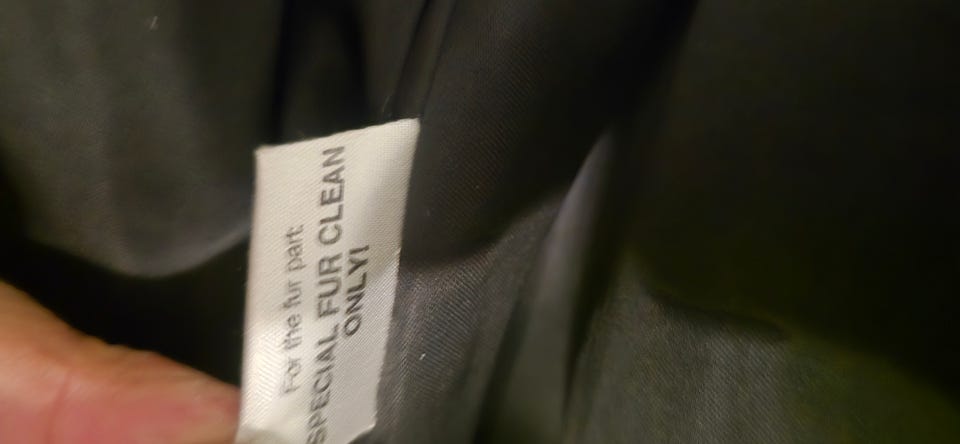 For the fur part:
SPECIAL FUR CLEAN
ONLY!